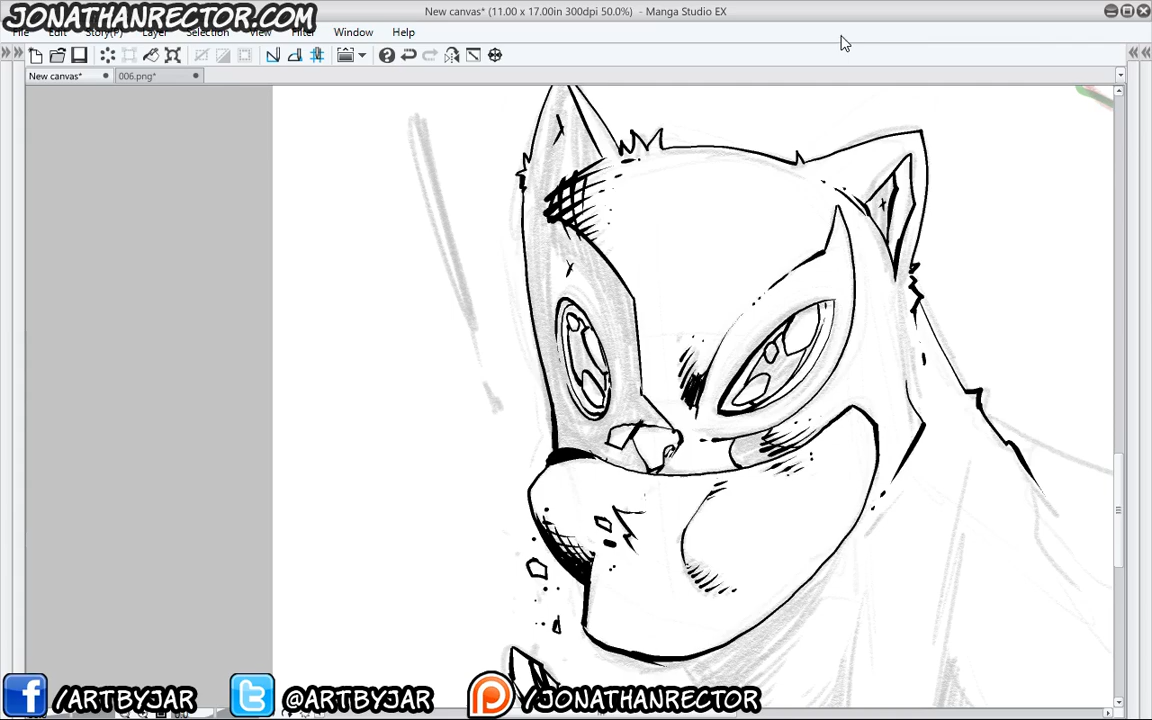 JONATHANRECTOR.COM
New canvas* (11.00 x 17.00in 300dpi 50.0%) - Manga Studio EX
File Edit Story(P) Layer Selection View Filter Window Help
New canvas* 006.png*
/ARTBYJAR @ARTBYJAR /JONATHANRECTOR